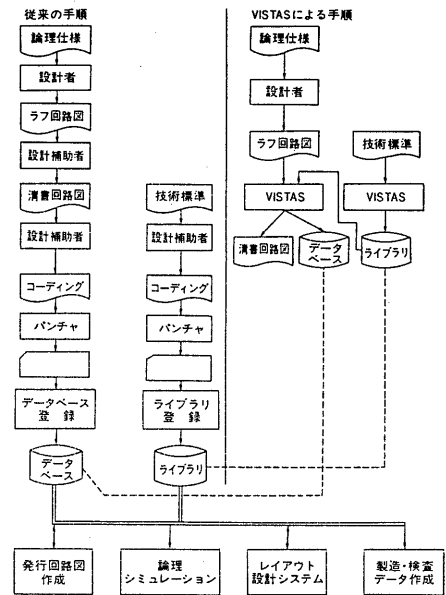 従来の手順
論理仕様
設計者
ラフ回路図
設計補助者
清書回路図
設計補助者
コーディング
パンチャ
データベース
登録
データ
ベース
技術標準
設計補助者
コーディング
パンチャ
ライブラリ
登録
ライブラリ
VISTASによる手順
論理仕様
設計者
ラフ回路図
VISTAS
清書回路図
データ
ベース
技術標準
VISTAS
ライブラリ
発行回路図
作成
論理
シミュレーション
レイアウト
設計システム
製造・検査
データ作成